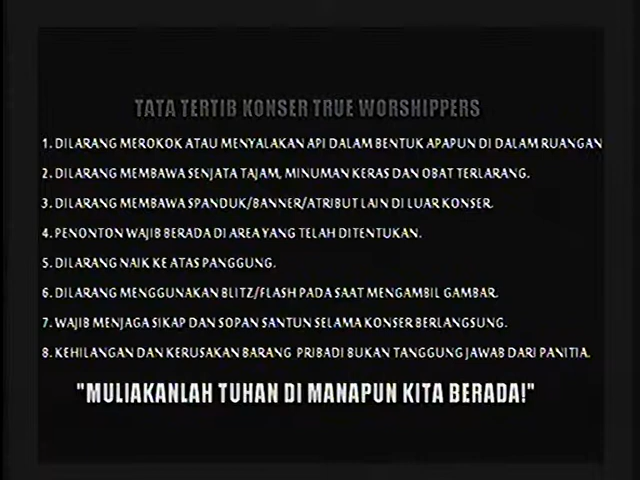 TATA TERTIB KONSER TRUE WORSHIPPERS
1. DILARANG MEROKOK ATAU MENYALAKAN API DALAM BENTUK APAPUN DI DALAM RUANGAN
2. DILARANG MEMBAWA SENJATA TAJAM, MINUMAN KERAS DAN OBAT TERLARANG.
3. DILARANG MEMBAWA SPANDUK/BANNER/ATRIBUT LAIN DI LUAR KONSER.
4. PENONTON WAJIB BERADA DI AREA YANG TELAH DITENTUKAN.
5. DILARANG NAIK KE ATAS PANGGUNG.
6. DILARANG MENGGUNAKAN BLITZ/FLASH PADA SAAT MENGAMBIL GAMBAR.
7. WAJIB MENJAGA SIKAP DAN SOPAN SANTUN SELAMA KONSER BERLANGSUNG.
8. KEHILANGAN DAN KERUSAKAN BARANG PRIBADI BUKAN TANGGUNG JAWAB DARI PANITIA.
"MULIAKANLAH TUHAN DI MANAPUN KITA BERADA!"